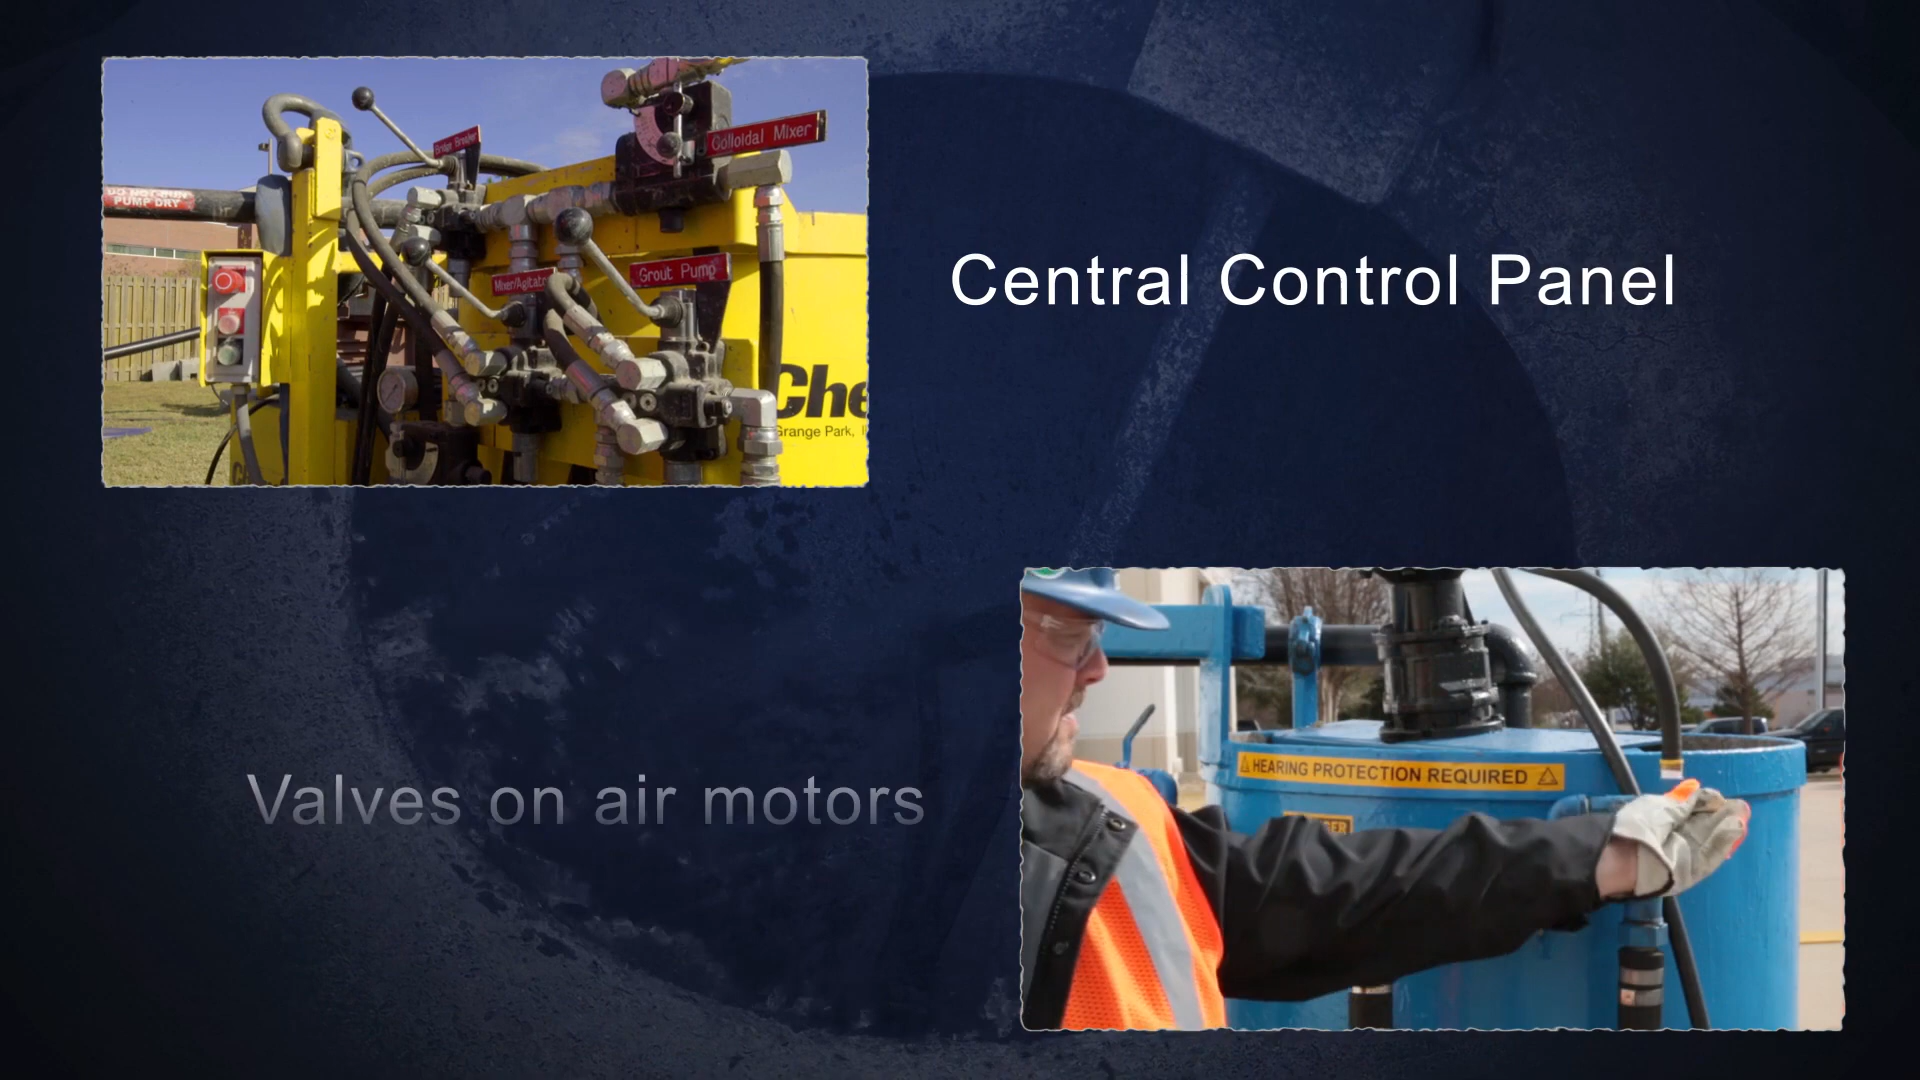 Bridge Breaker
Colloidal Mixer
DO NOT RUN
PUMP DRY
Mixer/Agitator
Grout Pump
Che
Grange Park, Il
Central Control Panel
HEARING PROTECTION REQUIRED
Valves on air motors